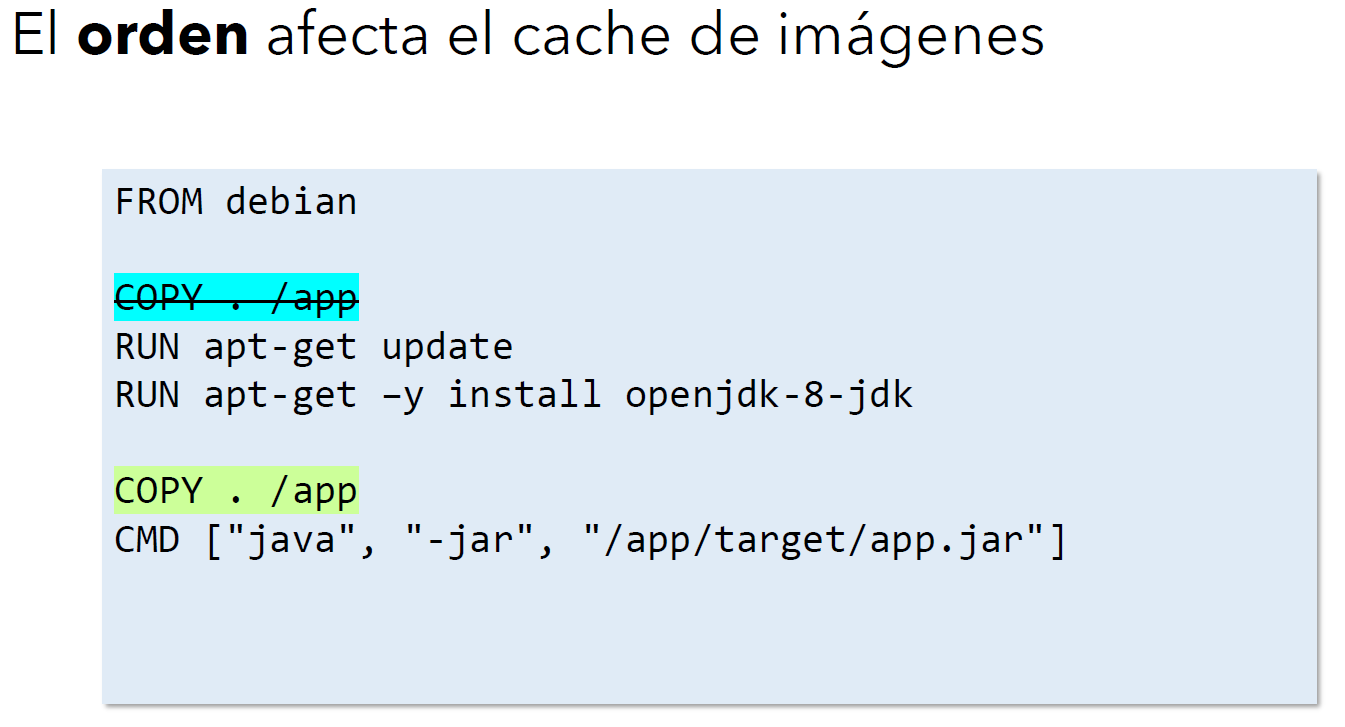 El orden afecta el cache de imágenes
FROM debian
COPY . /app
RUN apt-get update
RUN apt-get –y install openjdk-8-jdk
COPY . /app
CMD ["java", "-jar", "/app/target/app.jar"]